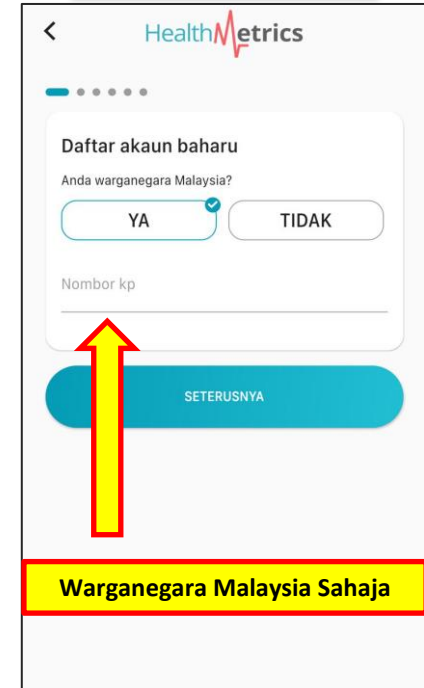 HealthMetrics
Daftar akaun baharu
Anda warganegara Malaysia?
YA
TIDAK
Nombor kp
SETERUSNYA
Warganegara Malaysia Sahaja